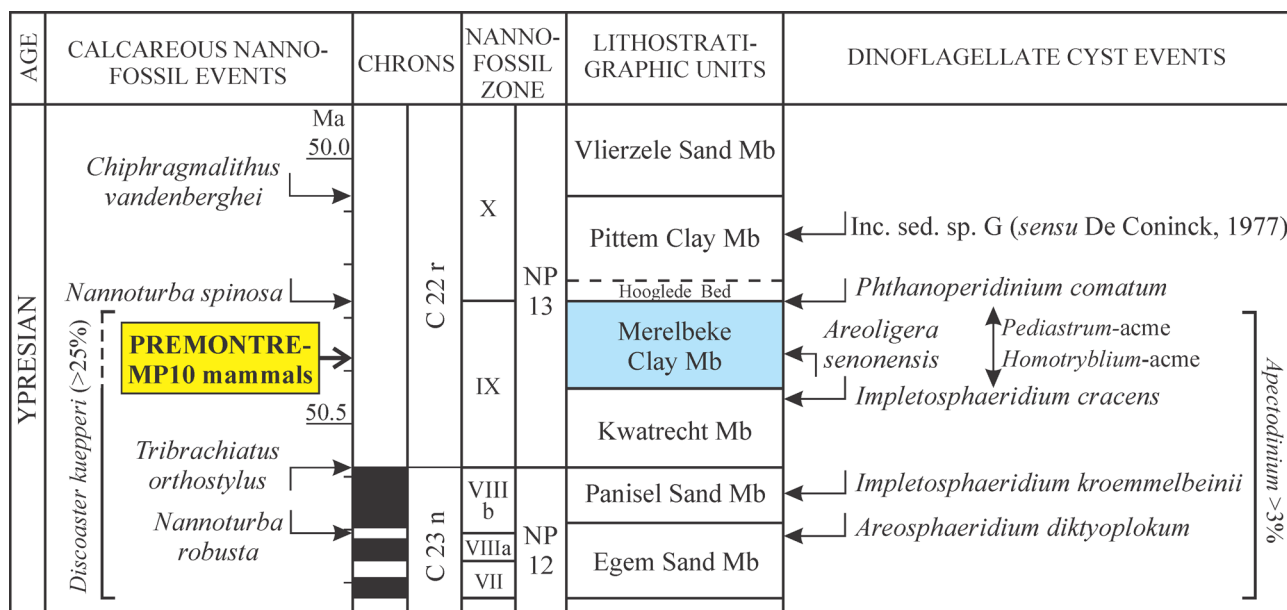 AGE
CALCAREOUS NANNO-
FOSSIL EVENTS
CHRONS
NANNO-
FOSSIL
ZONE
LITHOSTRATI-
GRAPHIC UNITS
DINOFLAGELLATE CYST EVENTS
YPRESIAN
Ma
50.0
50.5
Chiphragmalithus
vandenberghei
Nannoturba spinosa
PREMONTRE-
MP10 mammals
Discoaster kuepperi (>25%)
Tribrachiatus
orthostylus
Nannoturba
robusta
C 22 r
C 23 n
X
IX
VIII
b
VIIIa
VII
NP
13
NP
12
Vlierzele Sand Mb
Pittem Clay Mb
Hooglede Bed
Merelbeke
Clay Mb
Kwatrecht Mb
Panisel Sand Mb
Egem Sand Mb
Inc. sed. sp. G (sensu De Coninck, 1977)
Phthanoperidinium comatum
Areoligera
senonensis
Pediastrum-acme
Homotryblium-acme
Impletosphaeridium cracens
Impletosphaeridium kroemmelbeinii
Areosphaeridium diktyoplokum
Apectodinium >3%